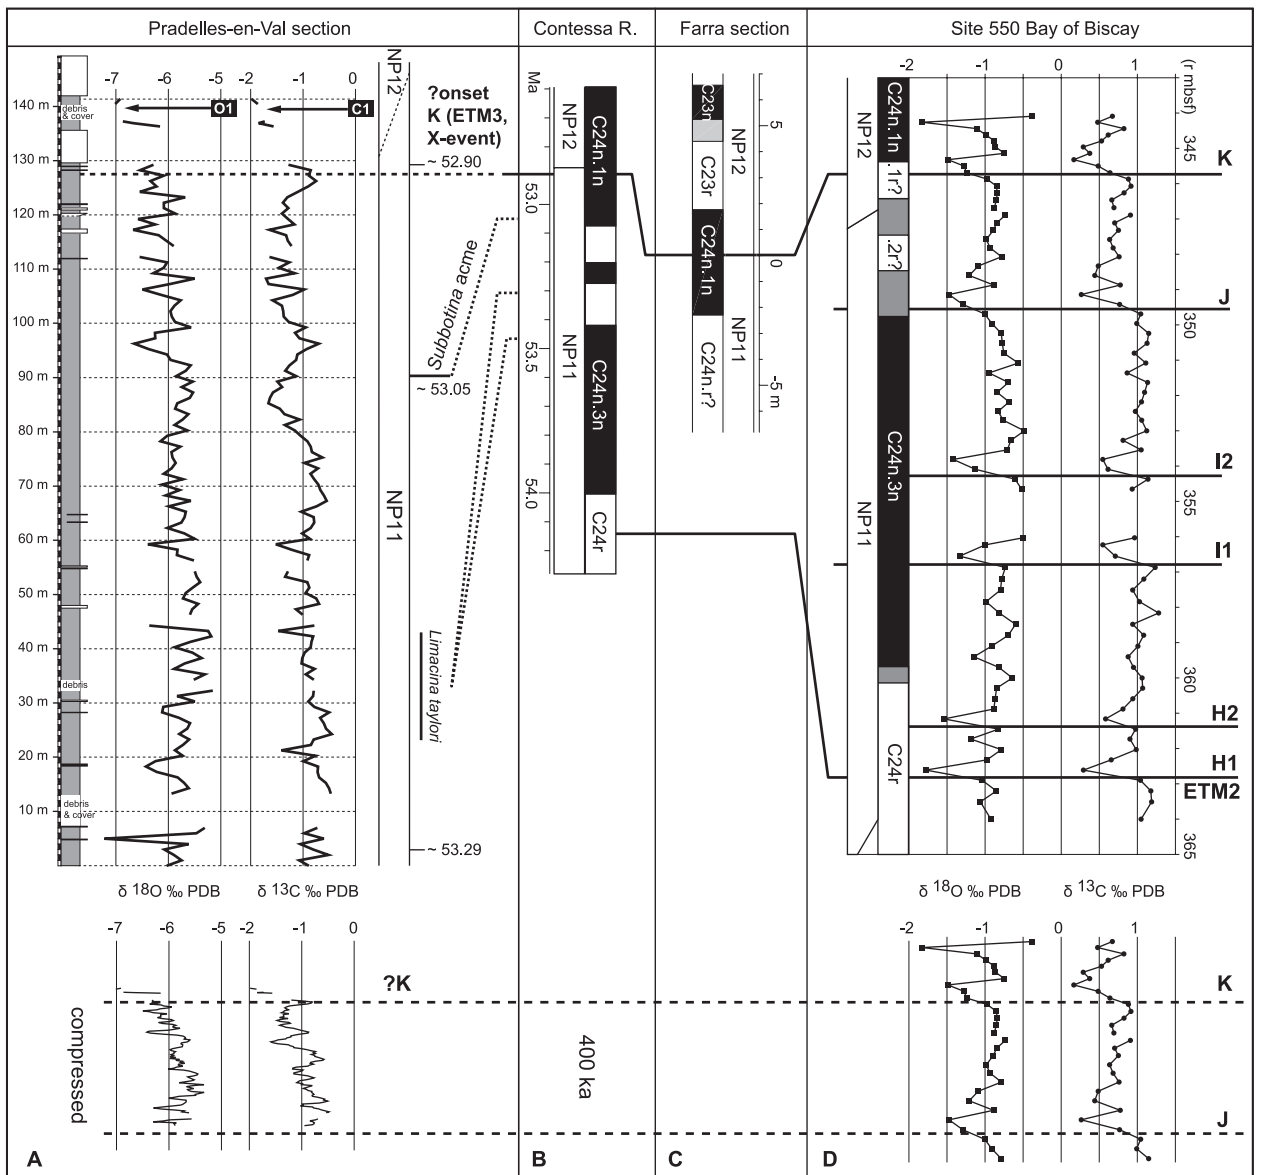 Pradelles-en-Val section
Contessa R.
Farra section
Site 550 Bay of Biscay
-7 -6 -5 -2 -1 0
O1
C1
debris & cover
140 m
130 m
120 m
110 m
100 m
90 m
80 m
70 m
60 m
50 m
40 m
30 m
20 m
10 m
debris
debris & cover
δ 18O ‰ PDB
δ 13C ‰ PDB
NP12
NP11
?onset
K (ETM3,
X-event)
~ 52.90
~ 53.05
~ 53.29
Subbotina acme
Limacina taylori
Ma
53.0
53.5
54.0
NP12
NP11
C24n.1n
C24n.3n
C24r
C23n
C23r
C24n.1n
C24n.r?
NP12
NP11
5
0
-5 m
-2 -1 0 1
(r mbsf)
NP12
NP11
C24n.1n
.1r?
.2r?
C24n.3n
C24r
345
350
355
360
365
K
J
I2
I1
H2
H1
ETM2
δ 18O ‰ PDB
δ 13C ‰ PDB
-7 -6 -5 -2 -1 0
?K
compressed
400 ka
-2 -1 0 1
K
J
A
B
C
D